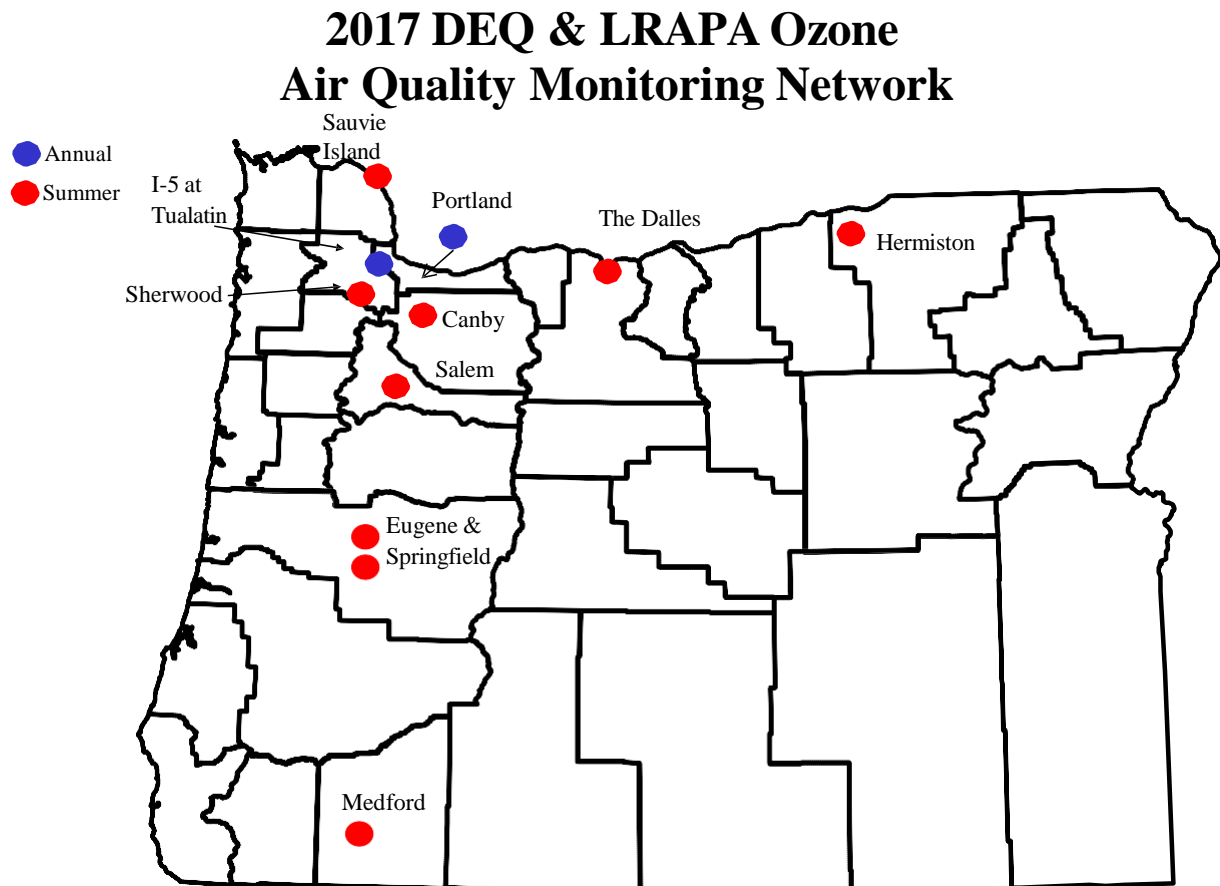 2017 DEQ & LRAPA Ozone
Air Quality Monitoring Network
Annual
Summer
Sauvie
Island
I-5 at
Tualatin
Portland
The Dalles
Hermiston
Sherwood
Canby
Salem
Eugene &
Springfield
Medford